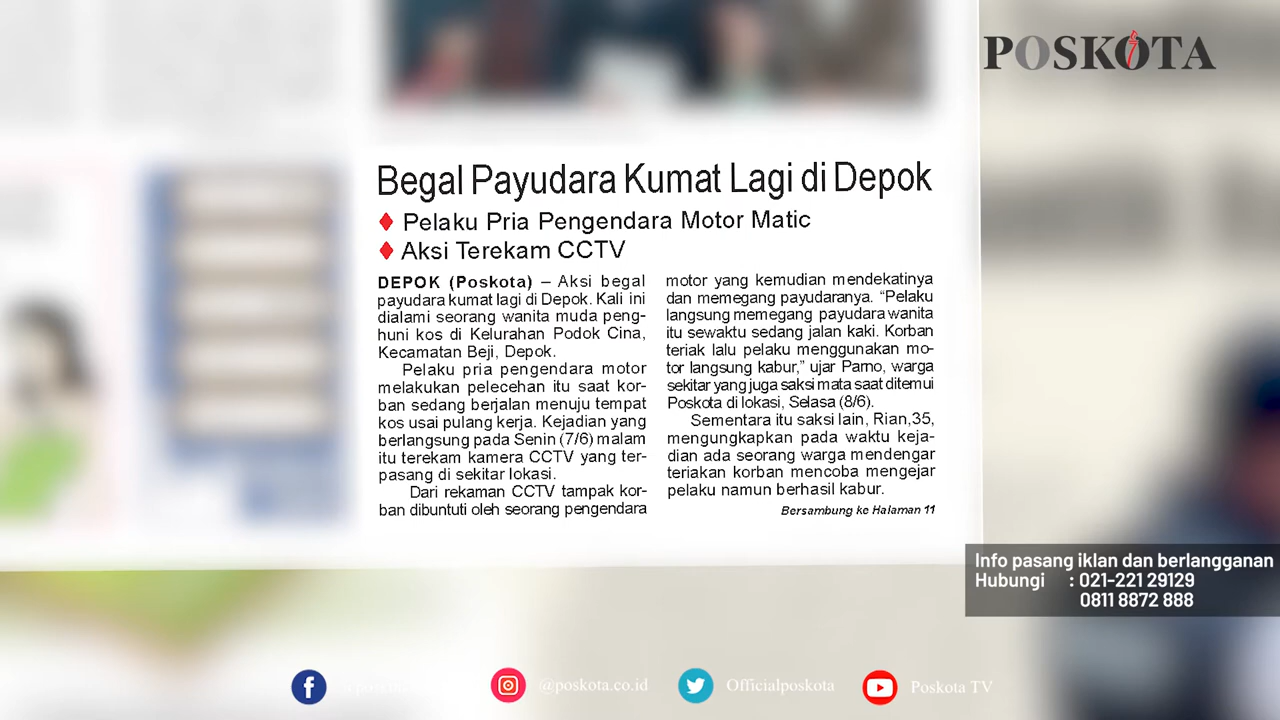 POSKOTA
Begal Payudara Kumat Lagi di Depok
Pelaku Pria Pengendara Motor Matic
Aksi Terekam CCTV
DEPOK (Poskota) – Aksi begal
payudara kumat lagi di Depok. Kali ini
dialami seorang wanita muda peng-
huni kos di Kelurahan Podok Cina,
Kecamatan Beji, Depok.
Pelaku pria pengendara motor
melakukan pelecehan itu saat kor-
ban sedang berjalan menuju tempat
kos usai pulang kerja. Kejadian yang
berlangsung pada Senin (7/6) malam
itu terekam kamera CCTV yang ter-
pasang di sekitar lokasi.
Dari rekaman CCTV tampak kor-
ban dibuntuti oleh seorang pengendara
motor yang kemudian mendekatinya
dan memegang payudaranya. “Pelaku
langsung memegang payudara wanita
itu sewaktu sedang jalan kaki. Korban
teriak lalu pelaku menggunakan mo-
tor langsung kabur,” ujar Parno, warga
sekitar yang juga saksi mata saat ditemui
Poskota di lokasi, Selasa (8/6).
Sementara itu saksi lain, Rian,35,
mengungkapkan pada waktu keja-
dian ada seorang warga mendengar
teriakan korban mencoba mengejar
pelaku namun berhasil kabur.
Bersambung ke Halaman 11
Info pasang iklan dan berlangganan
Hubungi : 021-221 29129
0811 8872 888
@poskota.co.id
Officialposkota
Poskota TV